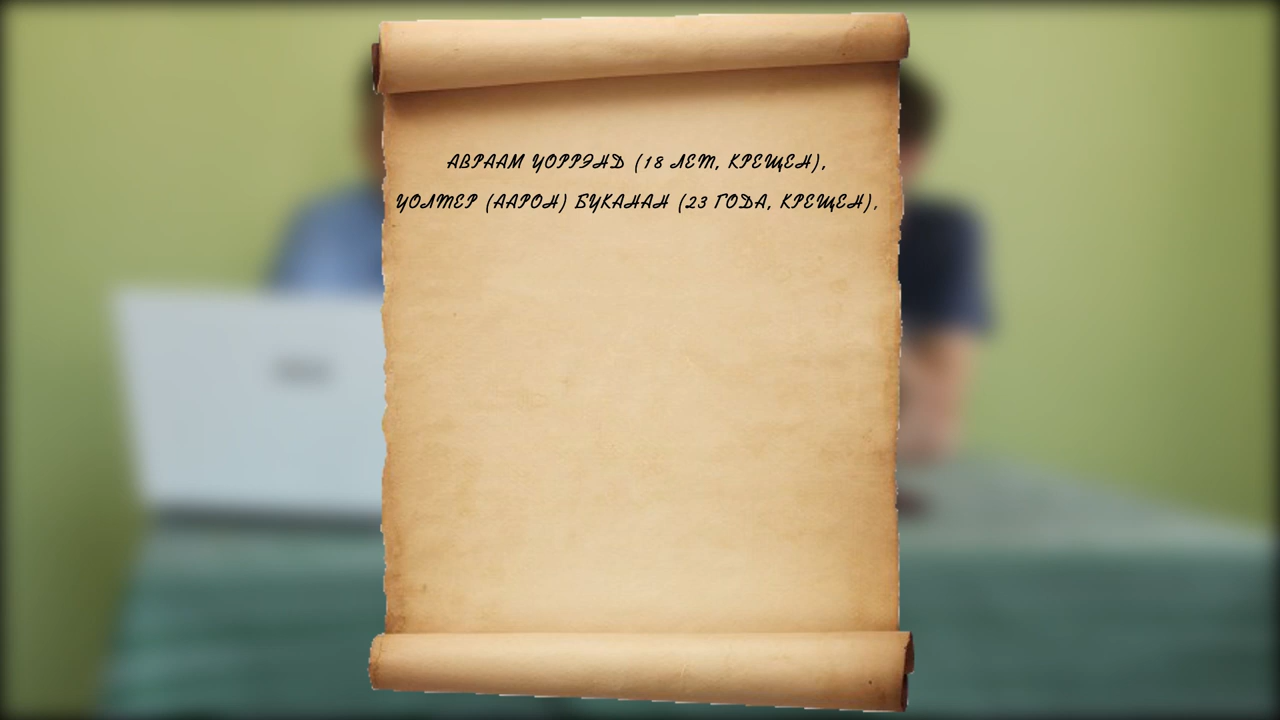 АВРААМ УОРРЭНД (18 ЛЕТ, КРЕЩЕН),
УОЛТЕР (ААРОН) БУКАНАН (23 ГОДА, КРЕЩЕН),